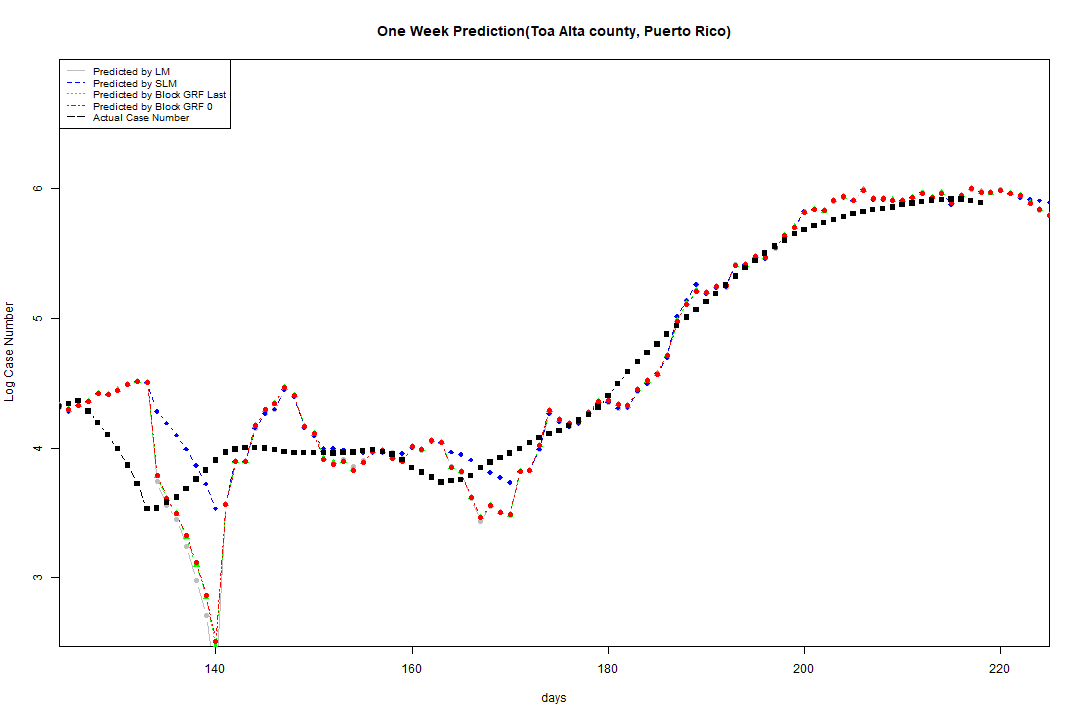 One Week Prediction(Toa Alta county, Puerto Rico)
Predicted by LM
Predicted by SLM
Predicted by Block GRF Last
Predicted by Block GRF 0
Actual Case Number
6
5
4
3
Log Case Number
140 160 180 200 220
days